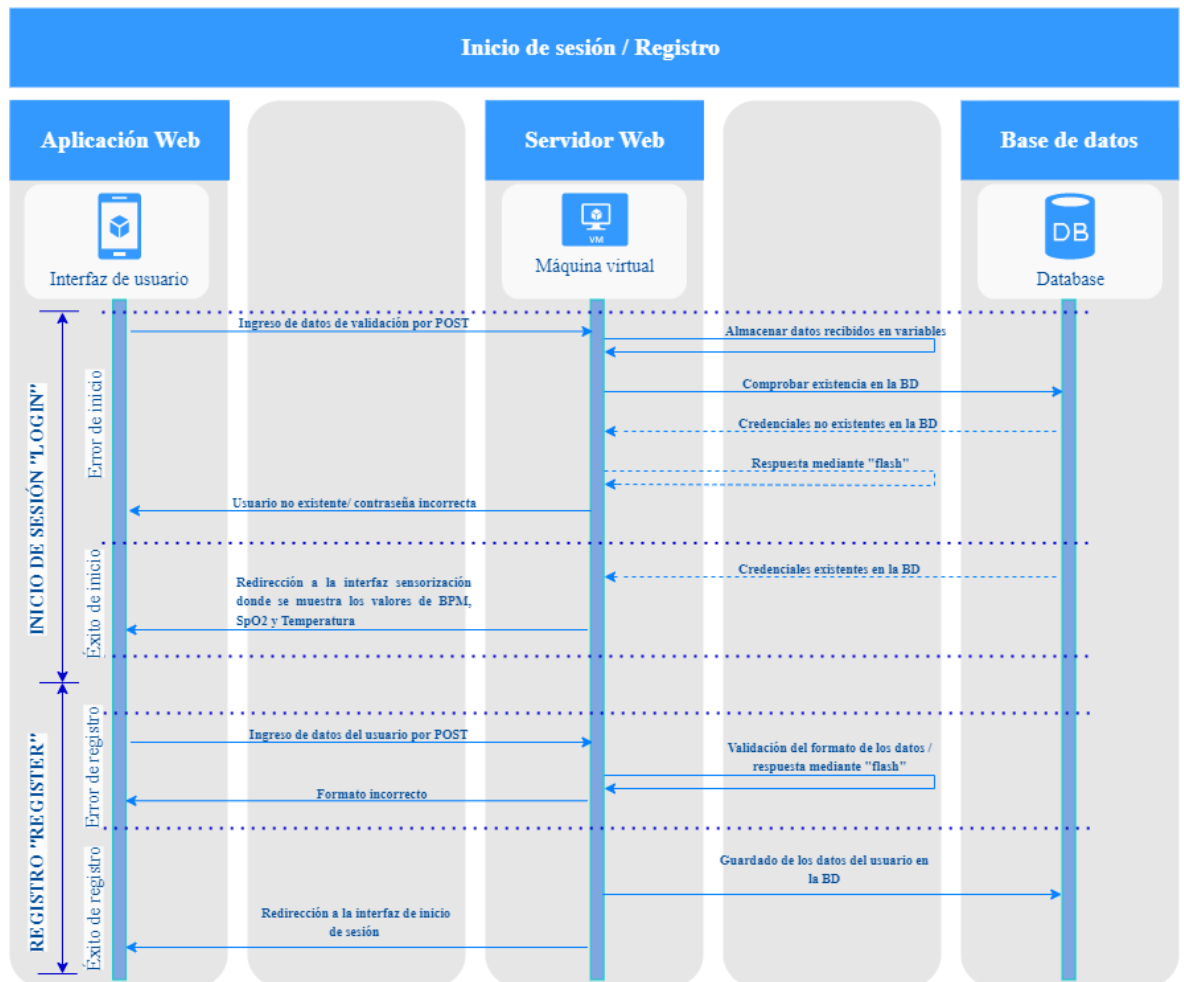 Inicio de sesión / Registro
Aplicación Web
Servidor Web
Base de datos
VM
DB
Interfaz de usuario
Máquina virtual
Database
INICIO DE SESIÓN "LOGIN"
Error de inicio
Ingreso de datos de validación por POST
Almacenar datos recibidos en variables
Comprobar existencia en la BD
Credenciales no existentes en la BD
Respuesta mediante "flash"
Usuario no existente/ contraseña incorrecta
Éxito de inicio
Credenciales existentes en la BD
Redirección a la interfaz sensorización
donde se muestra los valores de BPM,
SpO2 y Temperatura
REGISTRO "REGISTER"
Error de registro
Ingreso de datos del usuario por POST
Validación del formato de los datos /
respuesta mediante "flash"
Formato incorrecto
Éxito de registro
Guardado de los datos del usuario en
la BD
Redirección a la interfaz de inicio
de sesión